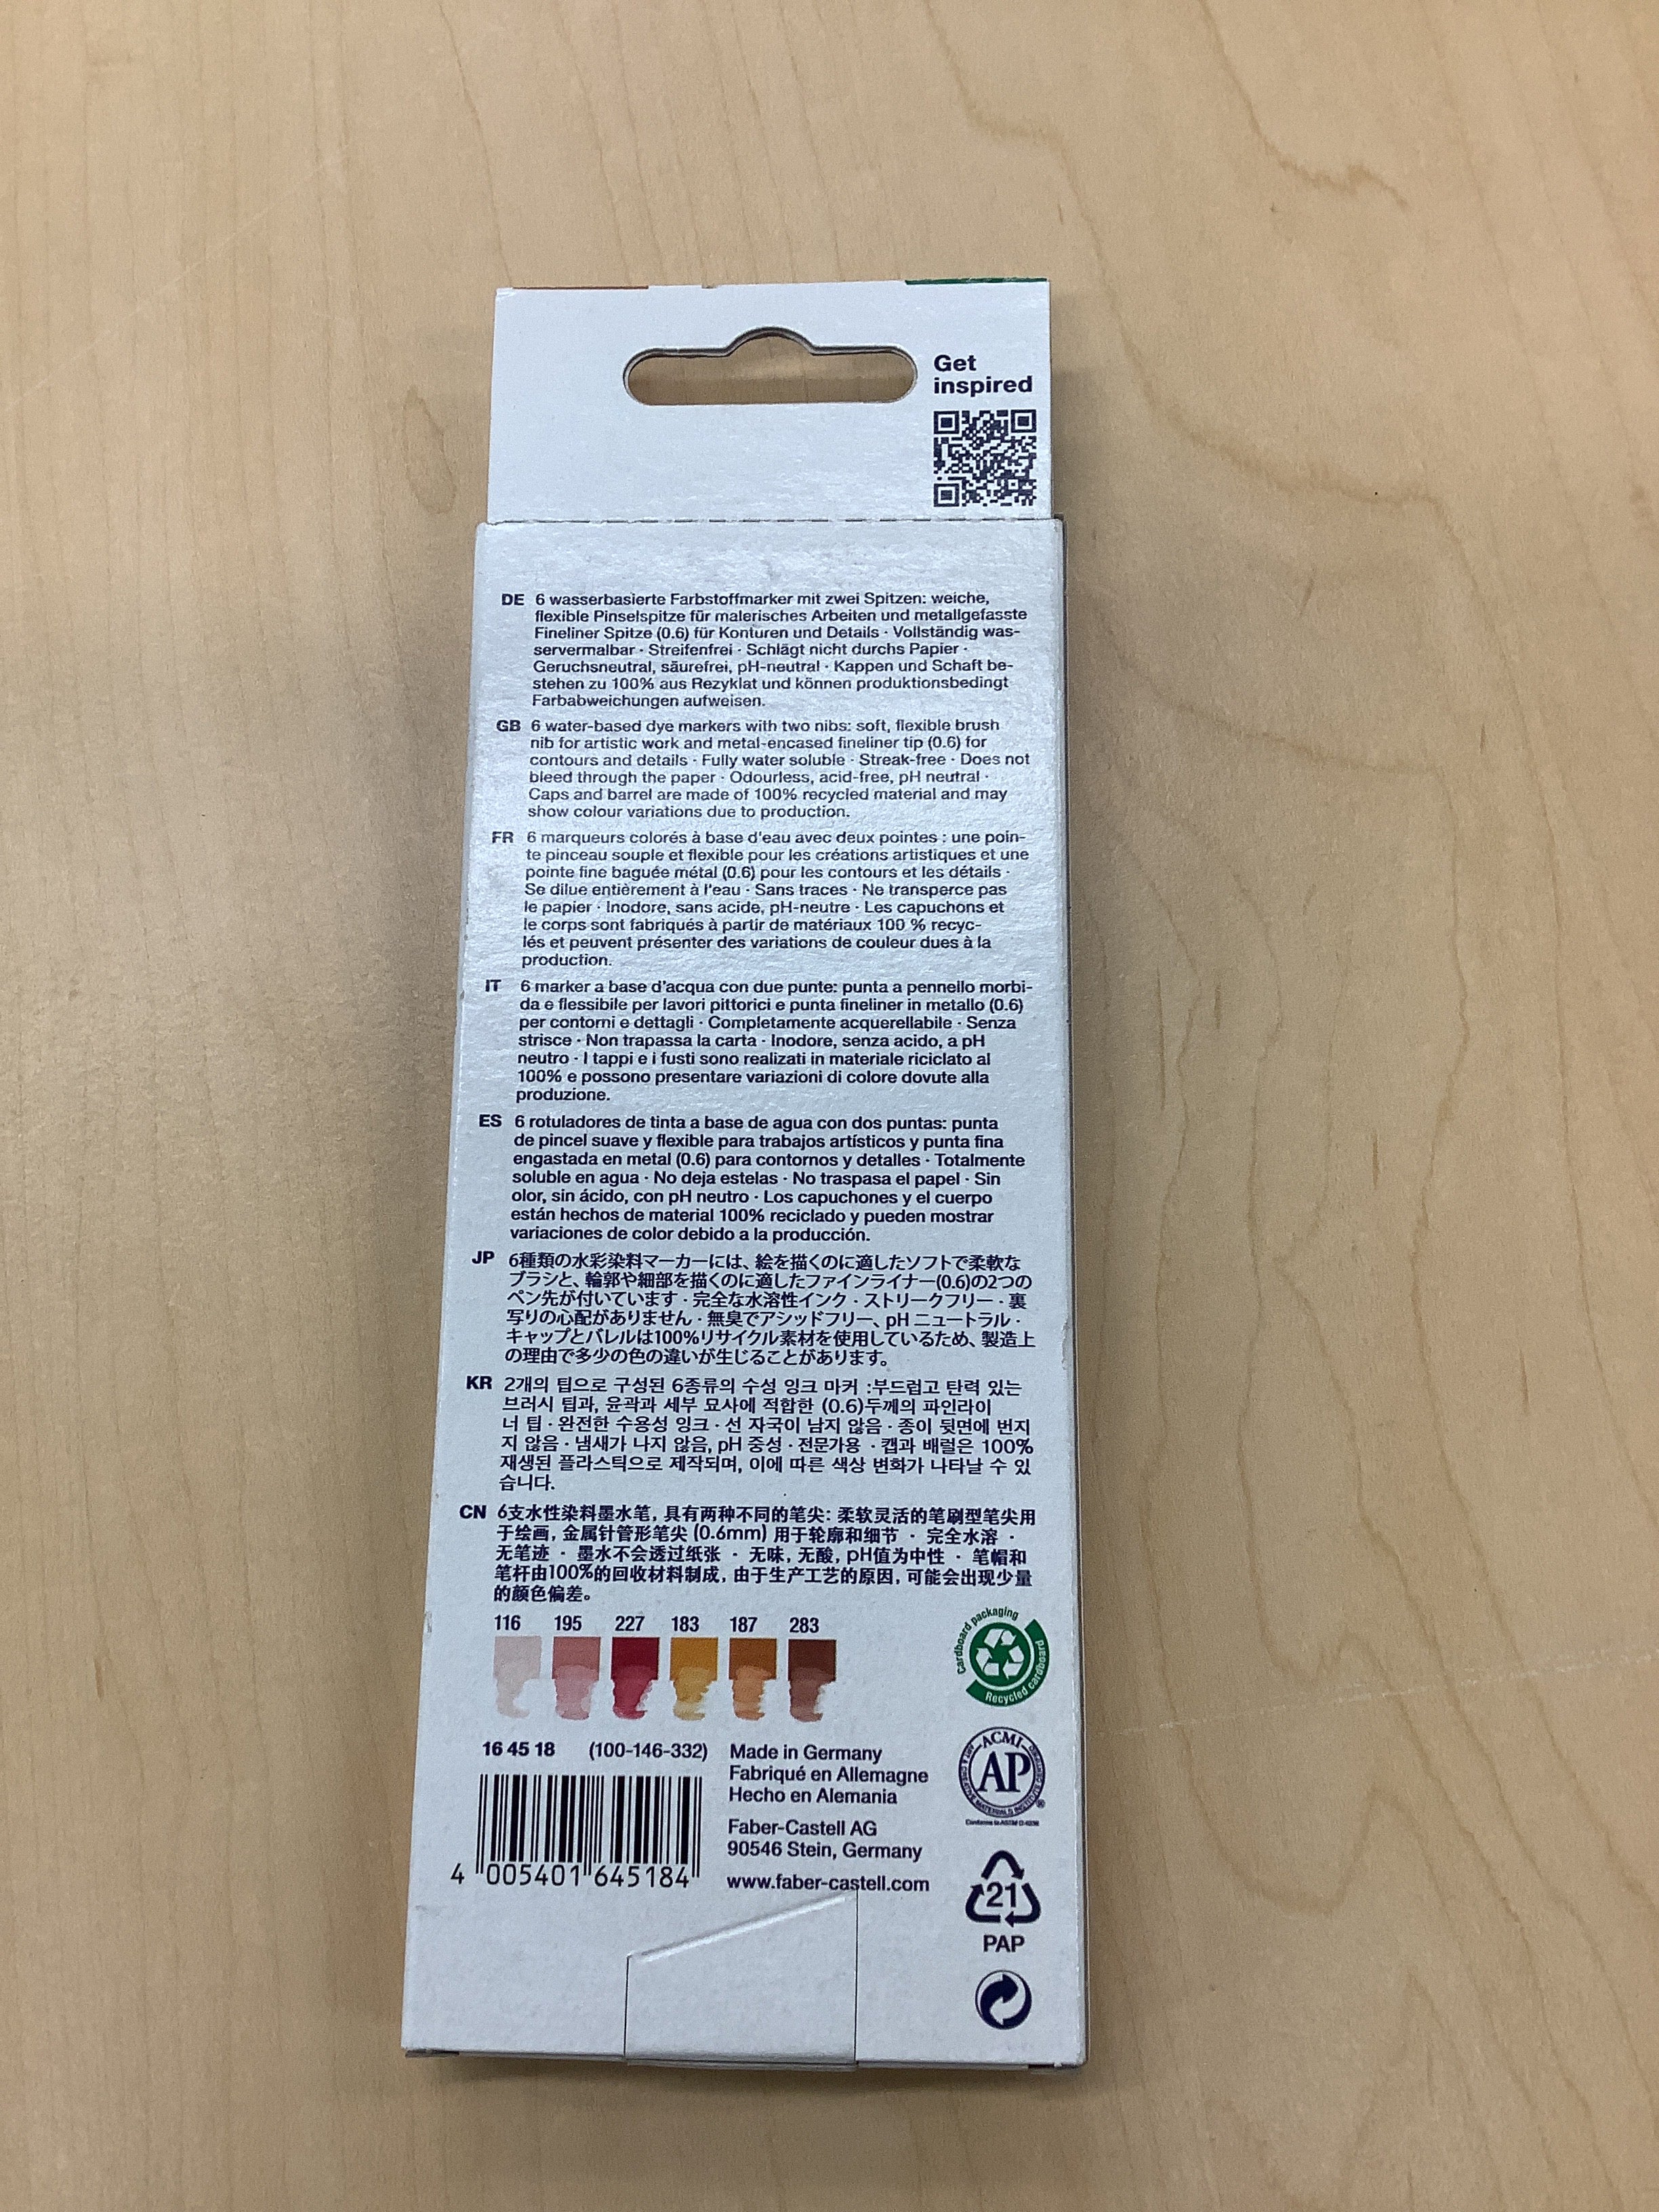 Get
inspired
DE 6 wasserbasierte Farbstoffmarker mit zwei Spitzen: weiche,
flexible Pinselspitze für malerisches Arbeiten und metallgefasste
Fineliner Spitze (0.6) für Konturen und Details · Vollständig was-
servermalbar · Streifenfrei · Schlägt nicht durchs Papier ·
Geruchsneutral, säurefrei, pH-neutral · Kappen und Schaft be-
stehen zu 100% aus Rezyklat und können produktionsbedingt
Farbabweichungen aufweisen.
GB 6 water-based dye markers with two nibs: soft, flexible brush
nib for artistic work and metal-encased fineliner tip (0.6) for
contours and details · Fully water soluble · Streak-free · Does not
bleed through the paper · Odourless, acid-free, pH neutral ·
Caps and barrel are made of 100% recycled material and may
show colour variations due to production.
FR 6 marqueurs colorés à base d'eau avec deux pointes : une poin-
te pinceau souple et flexible pour les créations artistiques et une
pointe fine baguée métal (0.6) pour les contours et les détails ·
Se dilue entièrement à l'eau · Sans traces · Ne transperce pas
le papier · Inodore, sans acide, pH-neutre · Les capuchons et
le corps sont fabriqués à partir de matériaux 100 % recyc-
lés et peuvent présenter des variations de couleur dues à la
production.
IT 6 marker a base d'acqua con due punte: punta a pennello morbi-
da e flessibile per lavori pittorici e punta fineliner in metallo (0.6)
per contorni e dettagli · Completamente acquerellabile · Senza
strisce · Non trapassa la carta · Inodore, senza acido, a pH
neutro · I tappi e i fusti sono realizati in materiale riciclato al
100% e possono presentare variazioni di colore dovute alla
produzione.
ES 6 rotuladores de tinta a base de agua con dos puntas: punta
de pincel suave y flexible para trabajos artísticos y punta fina
engastada en metal (0.6) para contornos y detalles · Totalmente
soluble en agua · No deja estelas · No traspasa el papel · Sin
olor, sin ácido, con pH neutro · Los capuchones y el cuerpo
están hechos de material 100% reciclado y pueden mostrar
variaciones de color debido a la producción.
JP 6種類の水彩染料マーカーには、絵を描くのに適したソフトで柔軟な
ブラシと、輪郭や細部を描くのに適したファインライナー(0.6)の2つの
ペン先が付いています · 完全な水溶性インク · ストリークフリー · 裏
写りの心配がありません · 無臭でアシッドフリー、pH ニュートラル ·
キャップとバレルは100%リサイクル素材を使用しているため、製造上
の理由で多少の色の違いが生じることがあります。
KR 2개의 팁으로 구성된 6종류의 수성 잉크 마커 :부드럽고 탄력 있는
브러시 팁과, 윤곽과 세부 묘사에 적합한 (0.6)두께의 파인라이
너 팁 · 완전한 수용성 잉크 · 선 자국이 남지 않음 · 종이 뒷면에 번지
지 않음 · 냄새가 나지 않음, pH 중성 · 전문가용 · 캡과 배럴은 100%
재생된 플라스틱으로 제작되며, 이에 따른 색상 변화가 나타날 수 있
습니다.
CN 6支水性染料墨水笔, 具有两种不同的笔尖: 柔软灵活的笔刷型笔尖用
于绘画, 金属针管形笔尖 (0.6mm) 用于轮廓和细节 · 完全水溶 ·
无笔迹 · 墨水不会透过纸张 · 无味, 无酸, pH值为中性 · 笔帽和
笔杆由100%的回收材料制成, 由于生产工艺的原因, 可能会出现少量
的颜色偏差。
116 195 227 183 187 283
Cardboard packaging
Recycled cardboard
16 45 18 (100-146-332)
Made in Germany
Fabriqué en Allemagne
Hecho en Alemania
Faber-Castell AG
90546 Stein, Germany
www.faber-castell.com
4 005401 645184
ACMI
AP
ART & CREATIVE MATERIALS INSTITUTE CERTIFIED
®
Conforms to ASTM D-4236
21
PAP